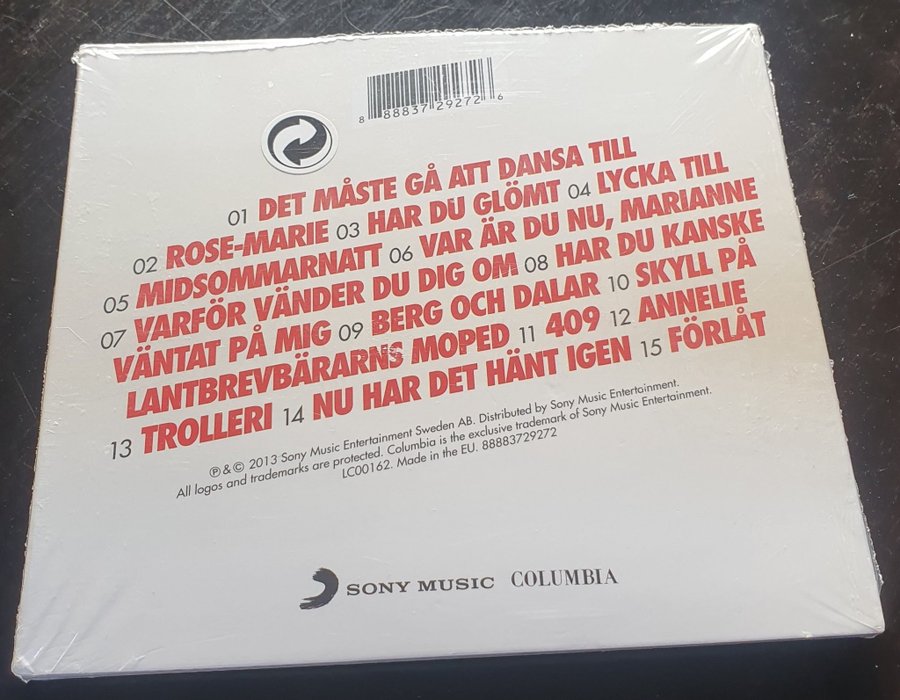 8 88837 29272 6
01 DET MÅSTE GÅ ATT DANSA TILL
02 ROSE-MARIE 03 HAR DU GLÖMT 04 LYCKA TILL
05 MIDSOMMARNATT 06 VAR ÄR DU NU, MARIANNE
07 VARFÖR VÄNDER DU DIG OM 08 HAR DU KANSKE
VÄNTAT PÅ MIG 09 BERG OCH DALAR 10 SKYLL PÅ
LANTBREVBÄRARNS MOPED 11 409 12 ANNELIE
13 TROLLERI 14 NU HAR DET HÄNT IGEN 15 FÖRLÅT
℗ & © 2013 Sony Music Entertainment Sweden AB. Distributed by Sony Music Entertainment.
All logos and trademarks are protected. Columbia is the exclusive trademark of Sony Music Entertainment.
LC00162. Made in the EU. 88883729272
SONY MUSIC COLUMBIA